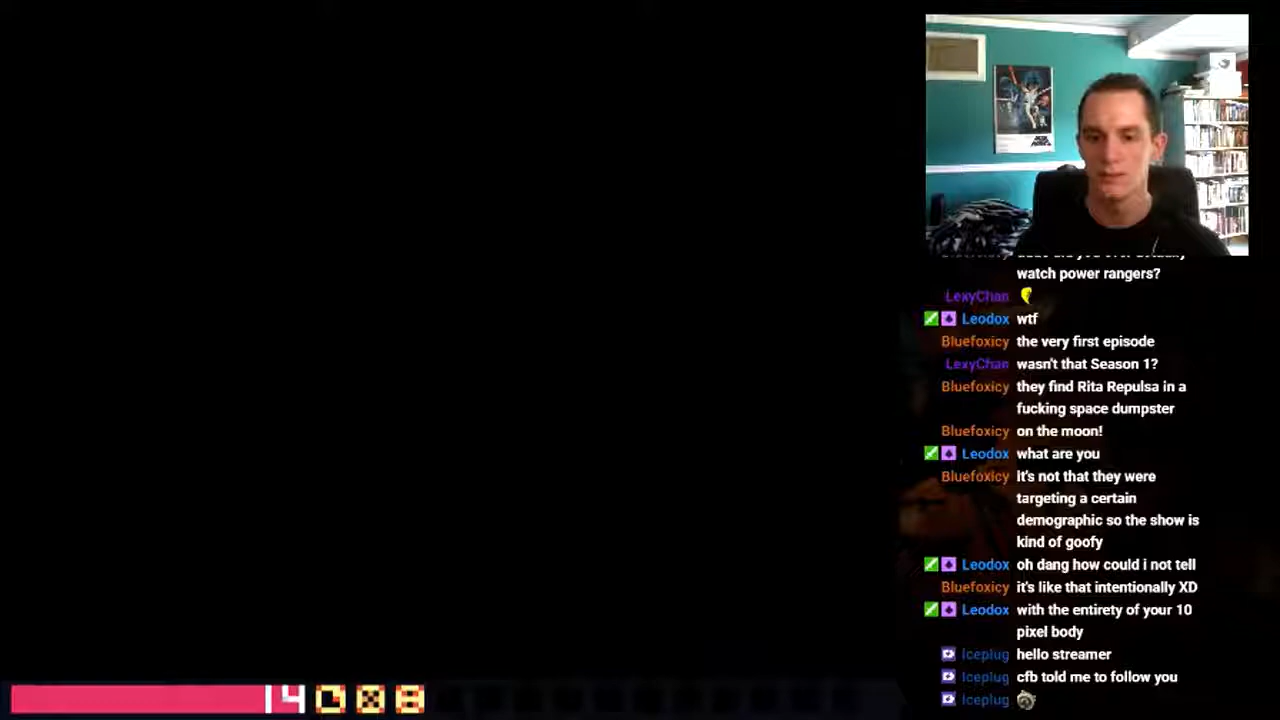 watch power rangers?
LexyChan
Leodox wtf
Bluefoxicy the very first episode
LexyChan wasn't that Season 1?
Bluefoxicy they find Rita Repulsa in a
fucking space dumpster
Bluefoxicy on the moon!
Leodox what are you
Bluefoxicy it's not that they were
targeting a certain
demographic so the show is
kind of goofy
Leodox oh dang how could i not tell
Bluefoxicy it's like that intentionally XD
Leodox with the entirety of your 10
pixel body
Iceplug hello streamer
Iceplug cfb told me to follow you
Iceplug
14